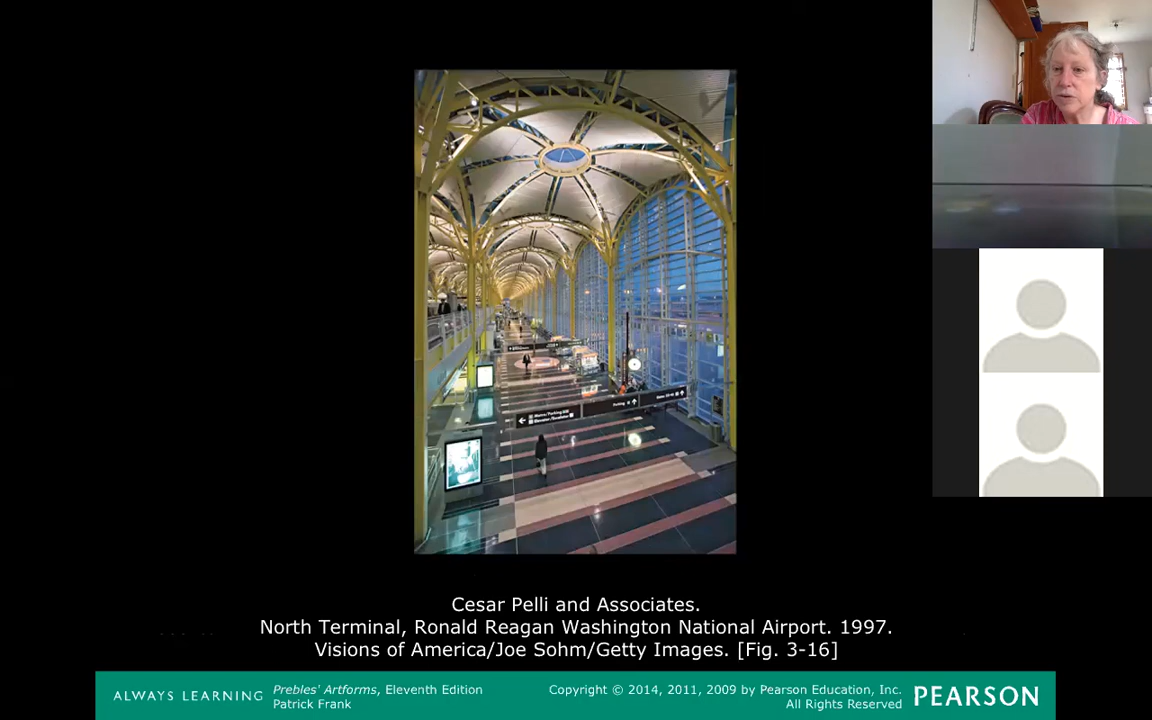 Cesar Pelli and Associates.
North Terminal, Ronald Reagan Washington National Airport. 1997.
Visions of America/Joe Sohm/Getty Images. [Fig. 3-16]
ALWAYS LEARNING
Prebles' Artforms, Eleventh Edition
Patrick Frank
Copyright © 2014, 2011, 2009 by Pearson Education, Inc.
All Rights Reserved
PEARSON